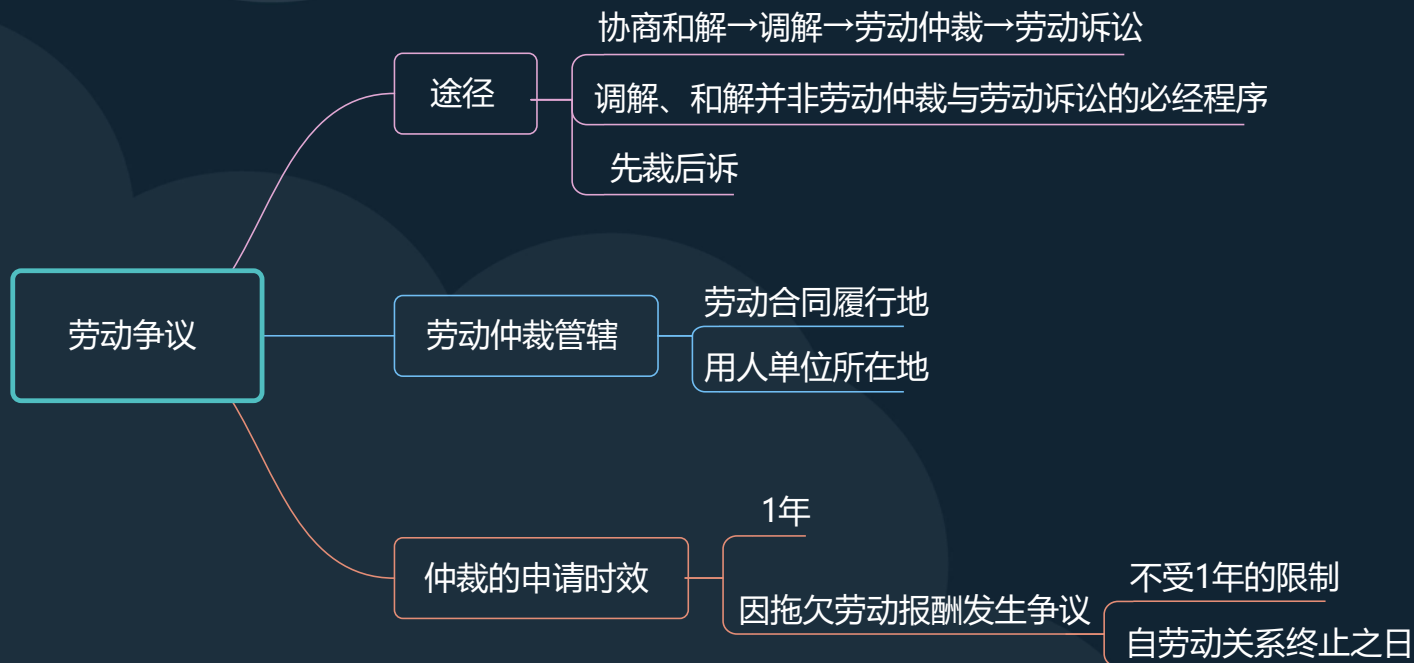 劳动争议
途径
协商和解→调解→劳动仲裁→劳动诉讼
调解、和解并非劳动仲裁与劳动诉讼的必经程序
先裁后诉
劳动仲裁管辖
劳动合同履行地
用人单位所在地
仲裁的申请时效
1年
因拖欠劳动报酬发生争议
不受1年的限制
自劳动关系终止之日